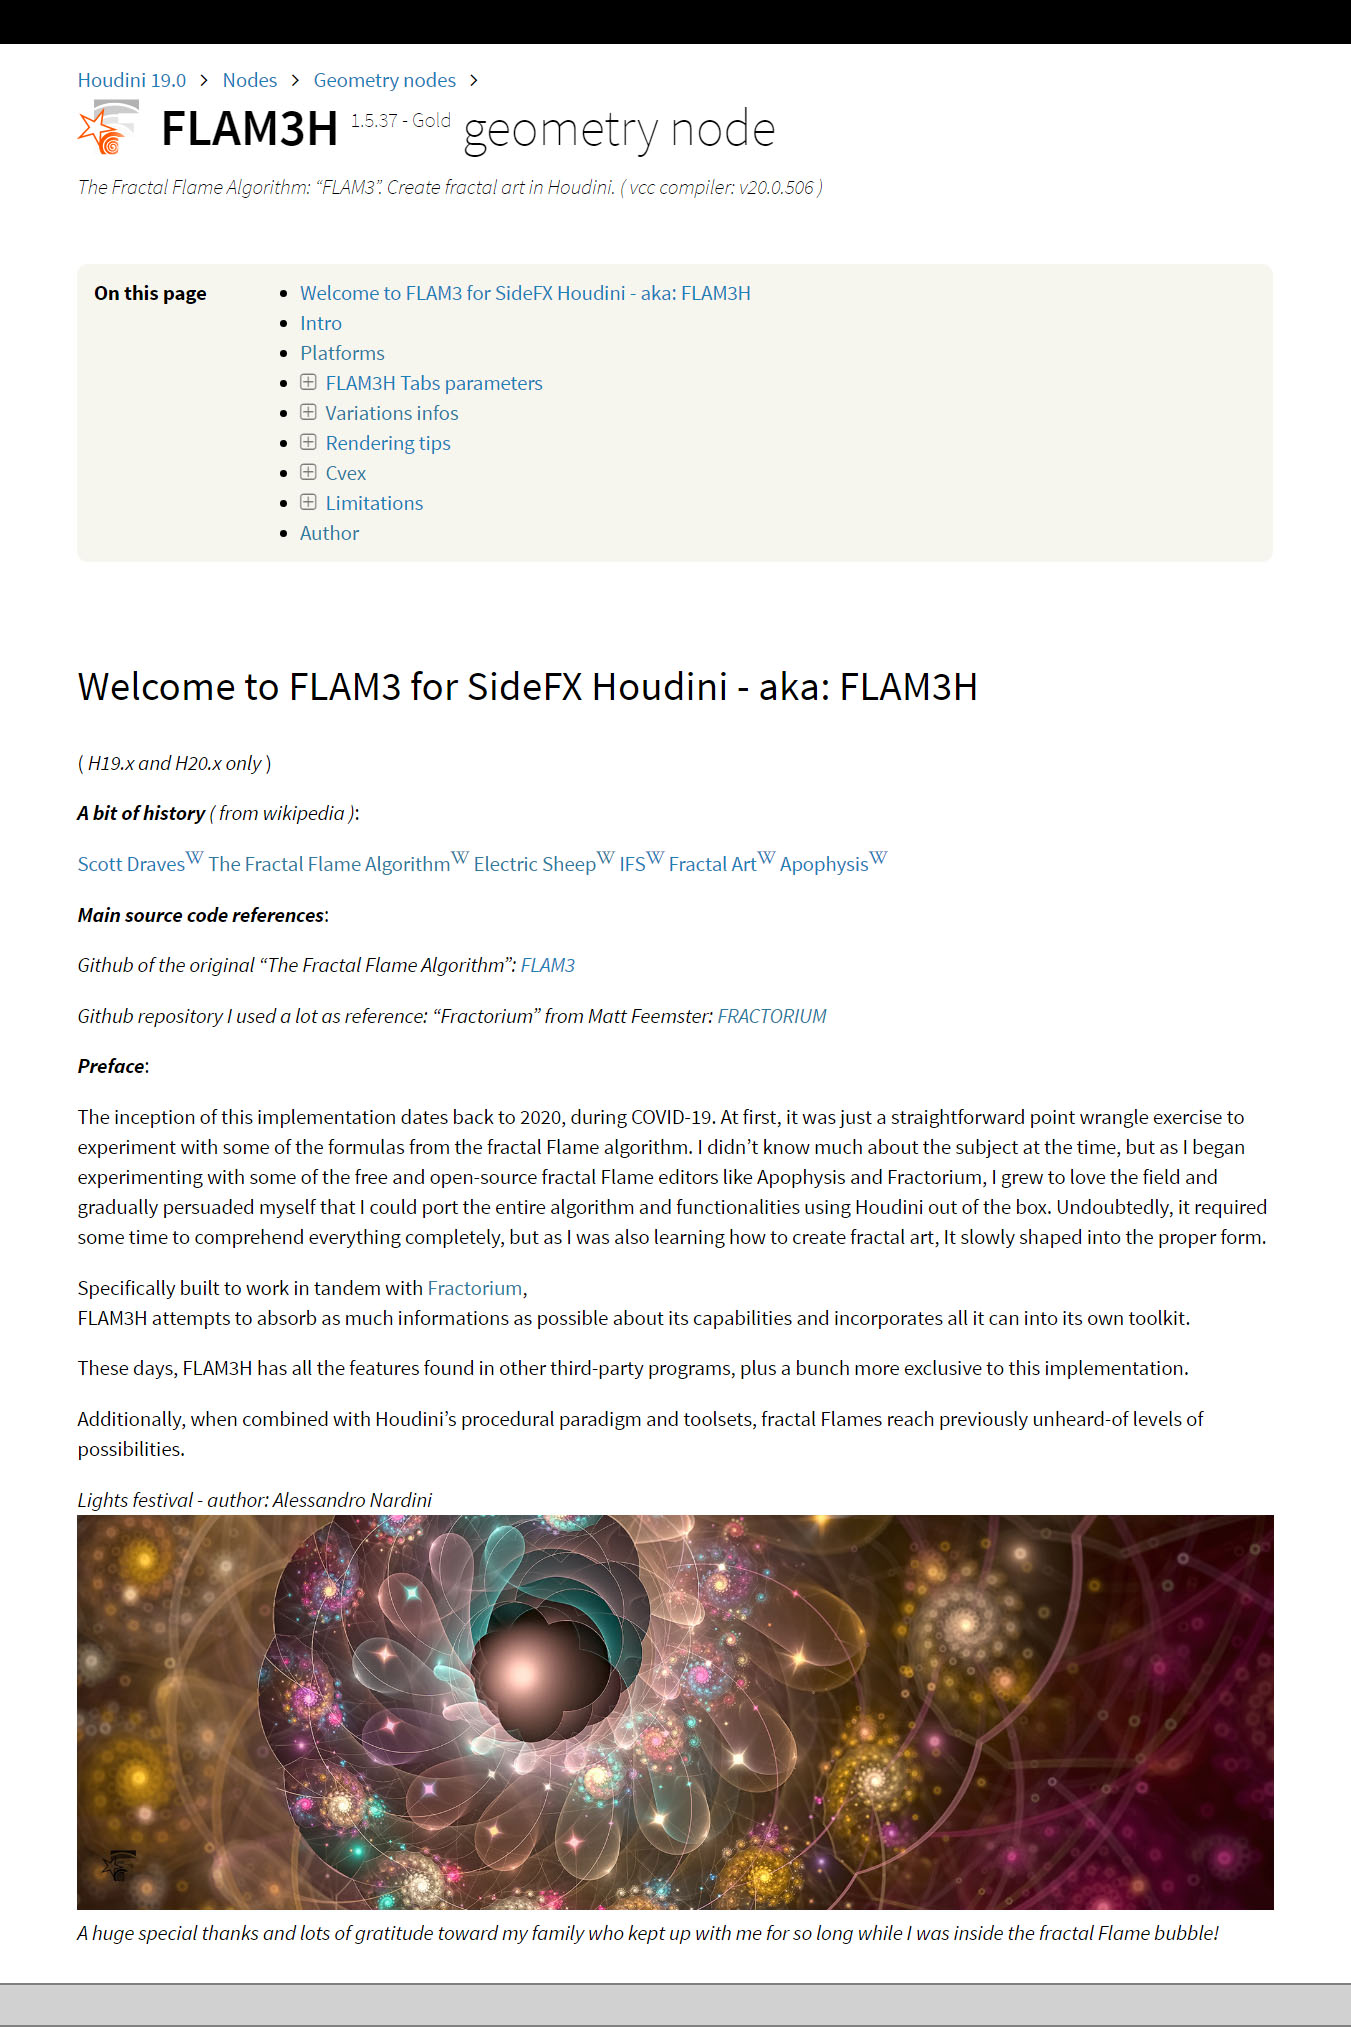 Houdini 19.0 > Nodes > Geometry nodes >
FLAM3H 1.5.37 - Gold geometry node
The Fractal Flame Algorithm: “FLAM3”. Create fractal art in Houdini. ( vcc compiler: v20.0.506 )
On this page
Welcome to FLAM3 for SideFX Houdini - aka: FLAM3H
Intro
Platforms
FLAM3H Tabs parameters
Variations infos
Rendering tips
Cvex
Limitations
Author
Welcome to FLAM3 for SideFX Houdini - aka: FLAM3H
( H19.x and H20.x only )
A bit of history ( from wikipedia ):
Scott DravesW The Fractal Flame AlgorithmW Electric SheepW IFSW Fractal ArtW ApophysisW
Main source code references:
Github of the original “The Fractal Flame Algorithm”: FLAM3
Github repository I used a lot as reference: “Fractorium” from Matt Feemster: FRACTORIUM
Preface:
The inception of this implementation dates back to 2020, during COVID-19. At first, it was just a straightforward point wrangle exercise to
experiment with some of the formulas from the fractal Flame algorithm. I didn’t know much about the subject at the time, but as I began
experimenting with some of the free and open-source fractal Flame editors like Apophysis and Fractorium, I grew to love the field and
gradually persuaded myself that I could port the entire algorithm and functionalities using Houdini out of the box. Undoubtedly, it required
some time to comprehend everything completely, but as I was also learning how to create fractal art, It slowly shaped into the proper form.
Specifically built to work in tandem with Fractorium,
FLAM3H attempts to absorb as much informations as possible about its capabilities and incorporates all it can into its own toolkit.
These days, FLAM3H has all the features found in other third-party programs, plus a bunch more exclusive to this implementation.
Additionally, when combined with Houdini’s procedural paradigm and toolsets, fractal Flames reach previously unheard-of levels of
possibilities.
Lights festival - author: Alessandro Nardini
A huge special thanks and lots of gratitude toward my family who kept up with me for so long while I was inside the fractal Flame bubble!